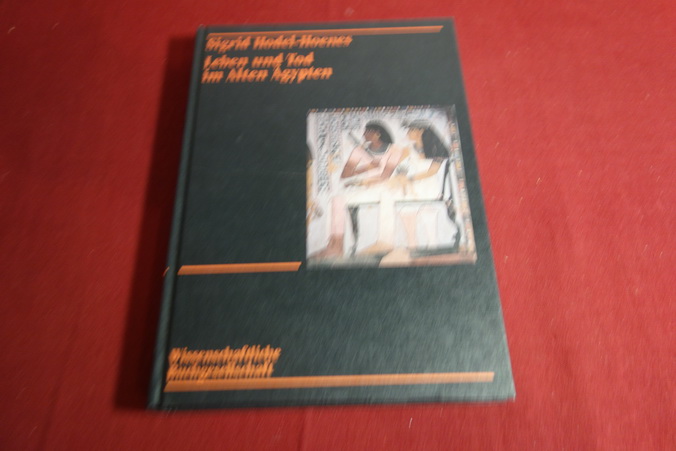 Sigrid Hodel-Hoenes
Leben und Tod
im Alten Ägypten
Wissenschaftliche
Buchgesellschaft